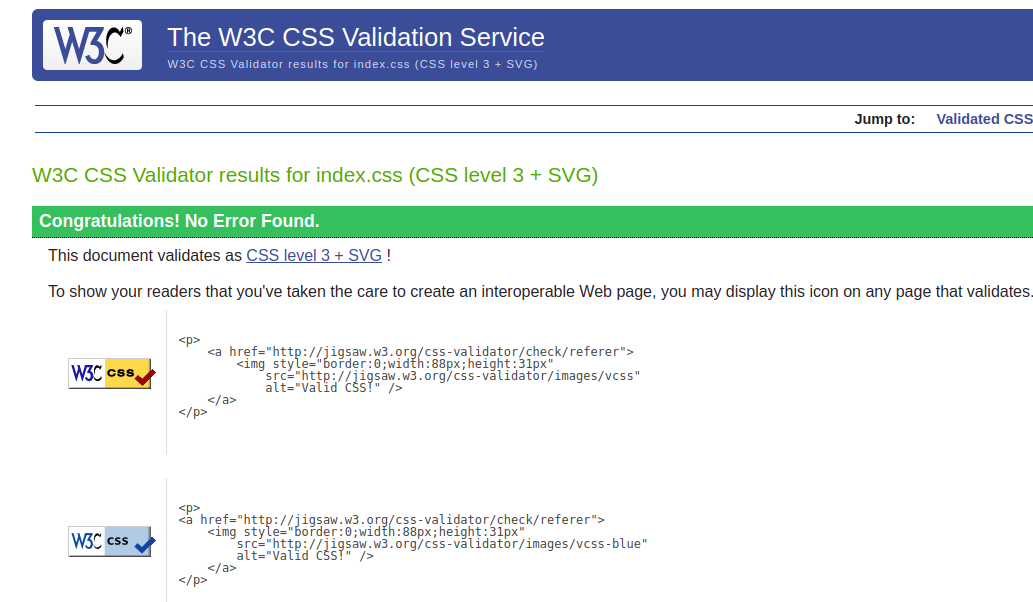 W3C®
The W3C CSS Validation Service
W3C CSS Validator results for index.css (CSS level 3 + SVG)
Jump to: Validated CSS
W3C CSS Validator results for index.css (CSS level 3 + SVG)
Congratulations! No Error Found.
This document validates as CSS level 3 + SVG !
To show your readers that you've taken the care to create an interoperable Web page, you may display this icon on any page that validates.
W3C css
<p>
<a href="http://jigsaw.w3.org/css-validator/check/referer">
<img style="border:0;width:88px;height:31px"
src="http://jigsaw.w3.org/css-validator/images/vcss"
alt="Valid CSS!" />
</a>
</p>
W3C css
<p>
<a href="http://jigsaw.w3.org/css-validator/check/referer">
<img style="border:0;width:88px;height:31px"
src="http://jigsaw.w3.org/css-validator/images/vcss-blue"
alt="Valid CSS!" />
</a>
</p>